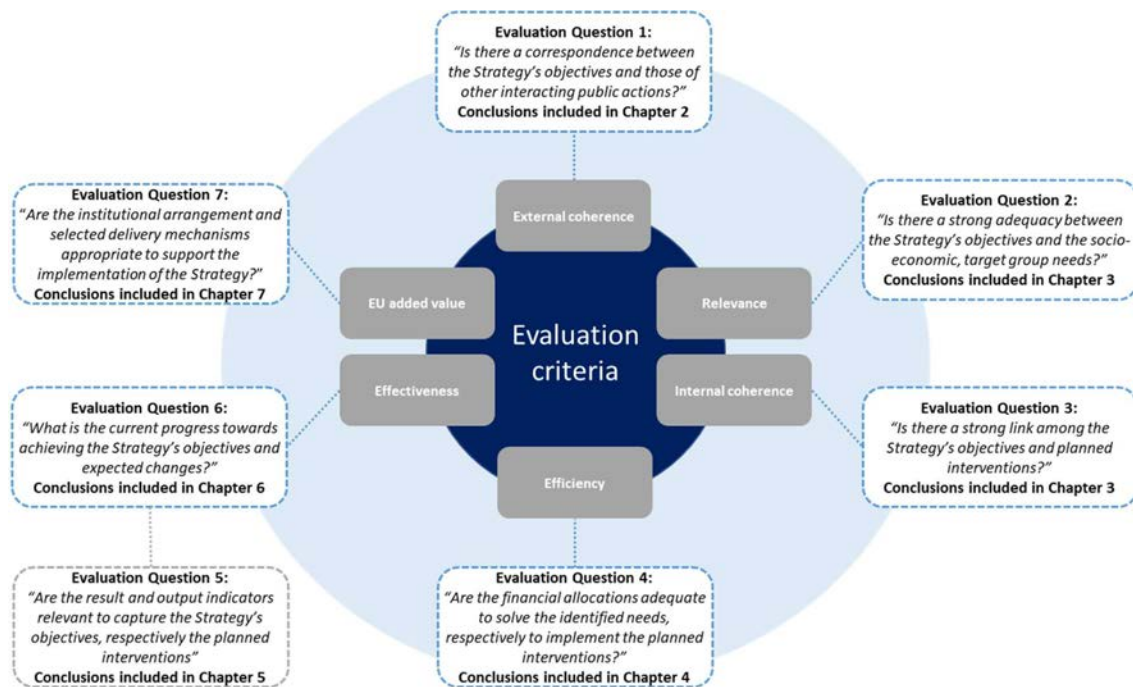 Evaluation Question 1:
“Is there a correspondence between
the Strategy’s objectives and those of
other interacting public actions?”
Conclusions included in Chapter 2
Evaluation Question 7:
“Are the institutional arrangement and
selected delivery mechanisms
appropriate to support the
implementation of the Strategy?”
Conclusions included in Chapter 7
External coherence
Evaluation Question 2:
“Is there a strong adequacy between
the Strategy’s objectives and the socio-
economic, target group needs?”
Conclusions included in Chapter 3
EU added value
Relevance
Evaluation
criteria
Effectiveness
Internal coherence
Evaluation Question 6:
“What is the current progress towards
achieving the Strategy’s objectives and
expected changes?”
Conclusions included in Chapter 6
Evaluation Question 3:
“Is there a strong link among the
Strategy’s objectives and planned
interventions?”
Conclusions included in Chapter 3
Efficiency
Evaluation Question 5:
“Are the result and output indicators
relevant to capture the Strategy’s
objectives, respectively the planned
interventions”
Conclusions included in Chapter 5
Evaluation Question 4:
“Are the financial allocations adequate
to solve the identified needs,
respectively to implement the planned
interventions?”
Conclusions included in Chapter 4